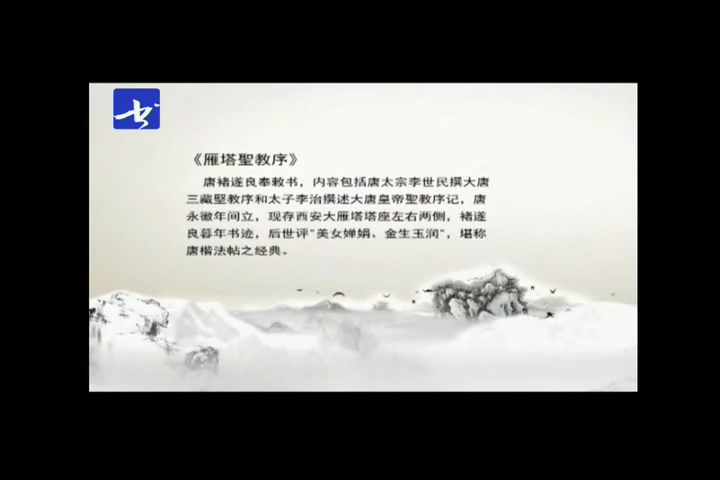 书
《雁塔聖教序》
唐褚遂良奉敕书，内容包括唐太宗李世民撰大唐
三藏聖教序和太子李治撰述大唐皇帝聖教序记，唐
永徽年间立，现存西安大雁塔塔座左右两侧，褚遂
良暮年书迹，后世评"美女婵娟、金生玉润"，堪称
唐楷法帖之经典。